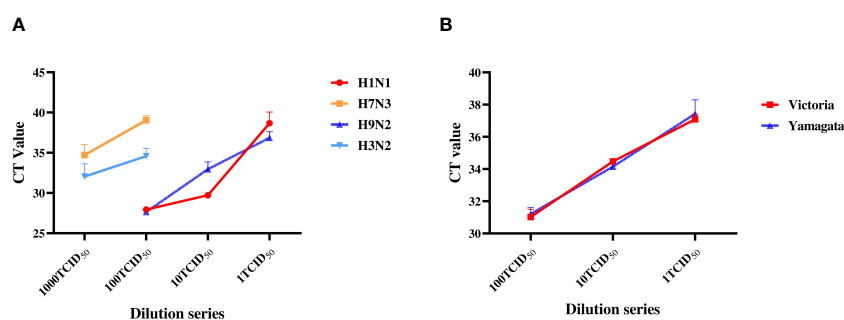 A
CT Value
45
40
35
30
25
1000TCID50
100TCID50
10TCID50
1TCID50
Dilution series
H1N1
H7N3
H9N2
H3N2
B
CT value
40
38
36
34
32
30
100TCID50
10TCID50
1TCID50
Dilution series
Victoria
Yamagata